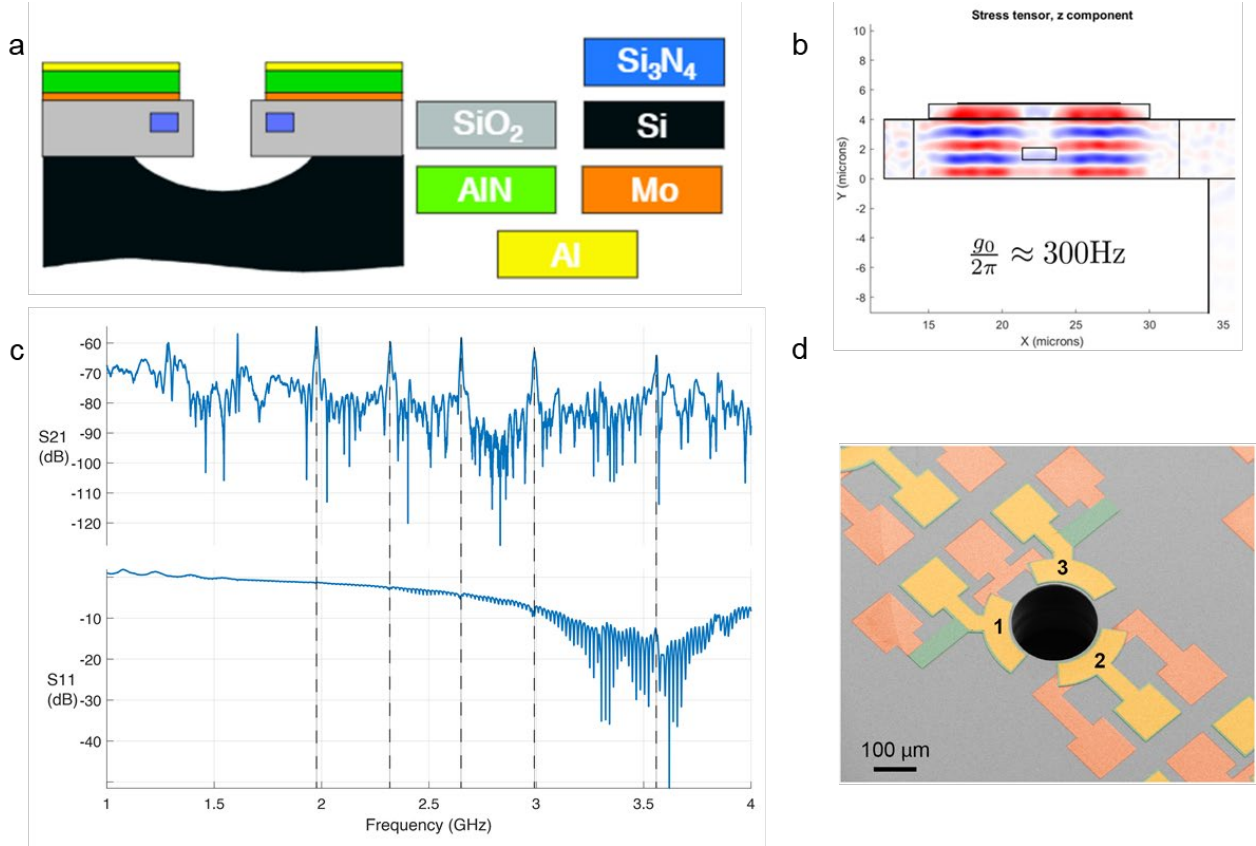 a
Si₃N₄
SiO₂
Si
AlN
Mo
Al
b
Stress tensor, z component
10
8
6
4
2
0
-2
-4
-6
-8
Y (microns)
g₀/2π ≈ 300Hz
15 20 25 30 35
X (microns)
c
-60
-70
-80
-90
-100
-110
-120
S21
(dB)
-10
-20
-30
-40
S11
(dB)
1 1.5 2 2.5 3 3.5 4
Frequency (GHz)
d
3
1
2
100 µm